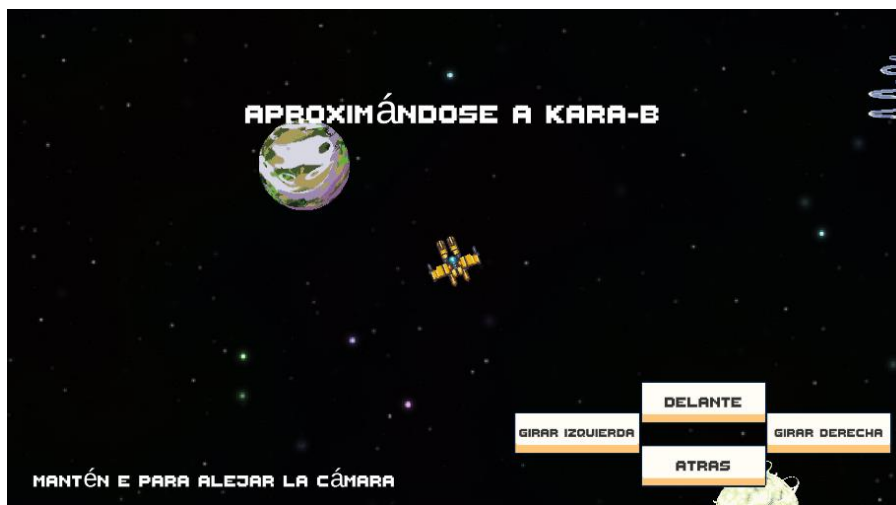 APROXIMÁNDOSE A KARA-B
DELANTE
GIRAR IZQUIERDA
GIRAR DERECHA
ATRAS
MANTÉN E PARA ALEJAR LA CÁMARA